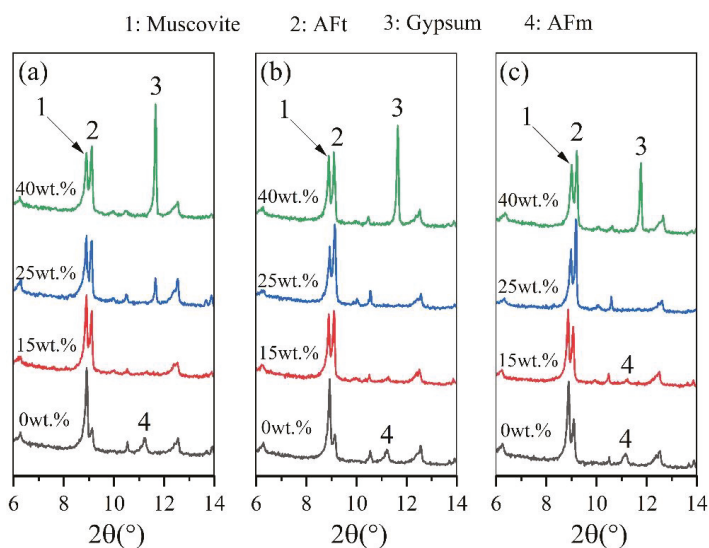 1: Muscovite 2: AFt 3: Gypsum 4: AFm
(a) (b) (c)
3
1 2
40wt.%
25wt.%
15wt.%
4
0wt.%
6 8 10 12 14
2θ(°)
3
1 2
40wt.%
25wt.%
15wt.%
4
0wt.%
6 8 10 12 14
2θ(°)
1 2 3
40wt.%
25wt.%
15wt.% 4
4
0wt.%
6 8 10 12 14
2θ(°)